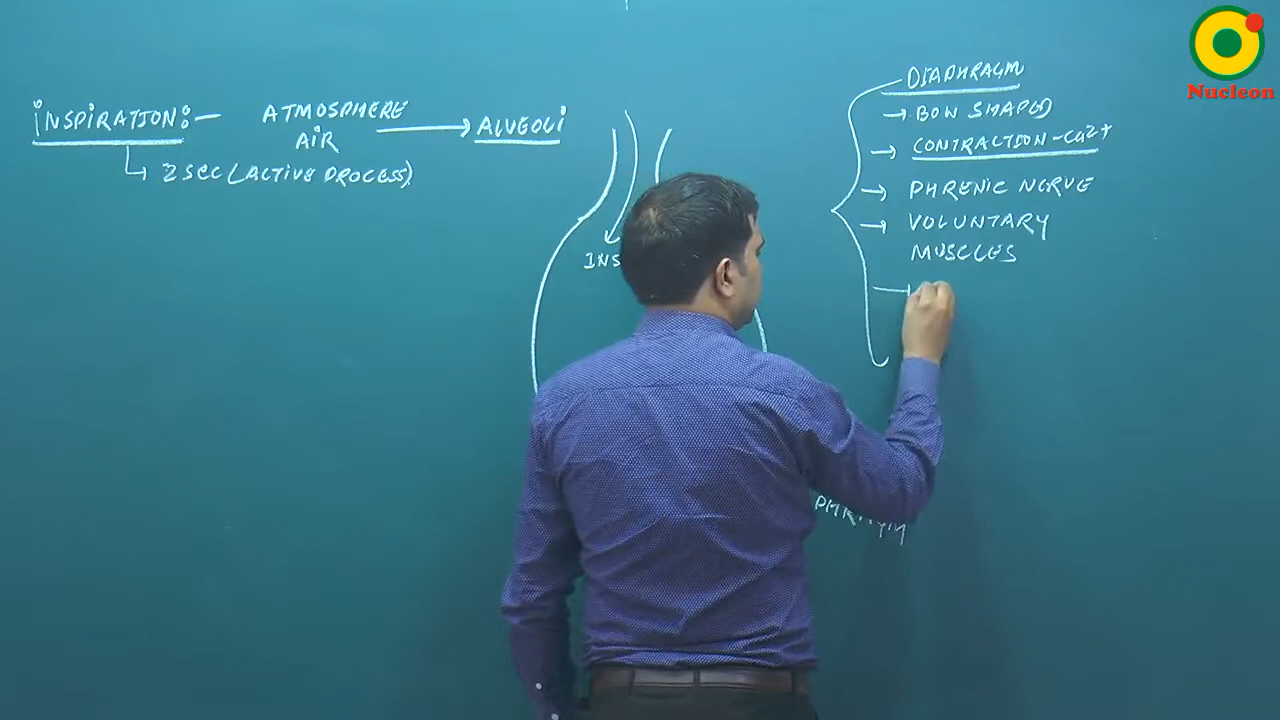 INSPIRATION:- ATMOSPHERE
AIR → ALVEOLI
2 SEC (ACTIVE PROCESS)
INS
DIAPHRAGM
→ BOW SHAPED
→ CONTRACTION-Ca2+
→ PHRENIC NERVE
→ VOLUNTARY
MUSCLES
PHRAGM
Nucleon